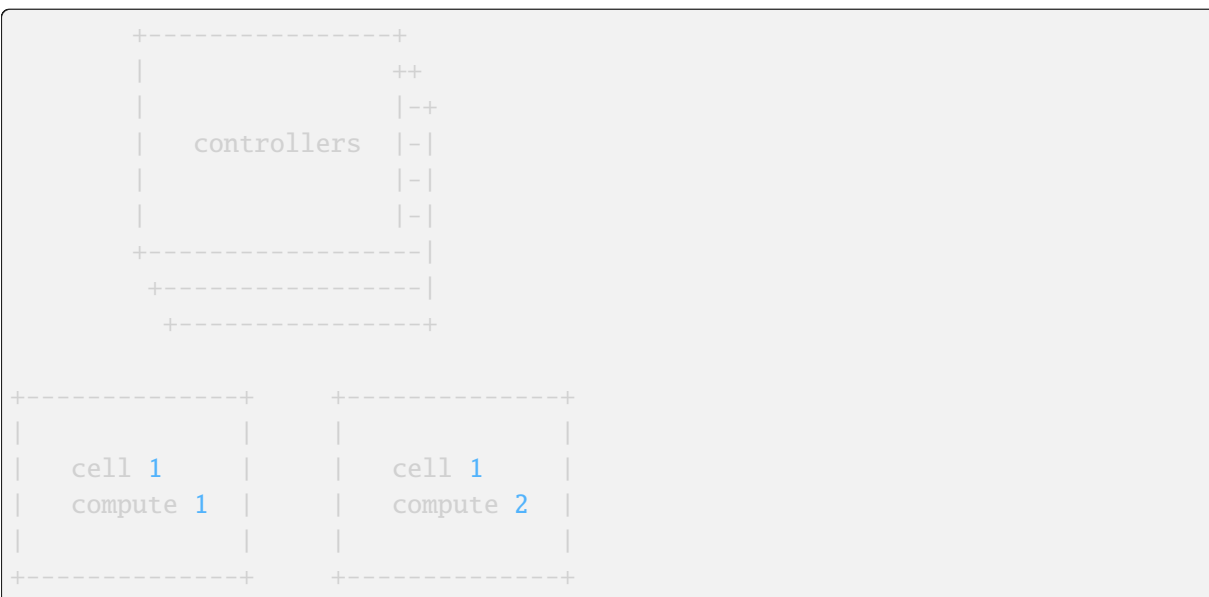 +----------------+
|                ++
|                |-+
|   controllers  |-|
|                |-|
|                |-|
+------------------|
 +-----------------|
  +----------------+
+--------------+     +--------------+
|              |     |              |
|   cell 1     |     |   cell 1     |
|   compute 1  |     |   compute 2  |
|              |     |              |
+--------------+     +--------------+